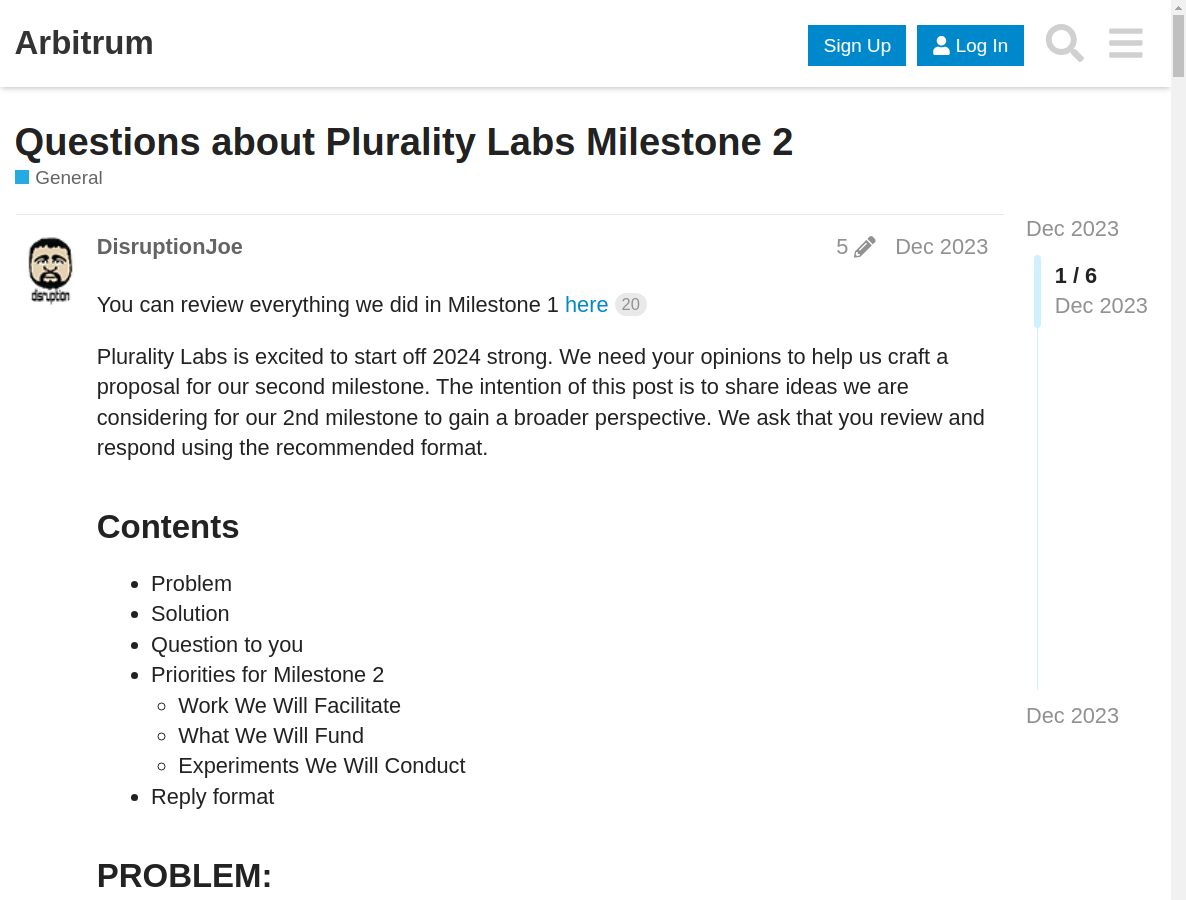 Arbitrum
Sign Up
Log In
Questions about Plurality Labs Milestone 2
General
DisruptionJoe
5
Dec 2023
disruption
You can review everything we did in Milestone 1 here 20
Plurality Labs is excited to start off 2024 strong. We need your opinions to help us craft a
proposal for our second milestone. The intention of this post is to share ideas we are
considering for our 2nd milestone to gain a broader perspective. We ask that you review and
respond using the recommended format.
Contents
Problem
Solution
Question to you
Priorities for Milestone 2
Work We Will Facilitate
What We Will Fund
Experiments We Will Conduct
Reply format
PROBLEM:
Dec 2023
1 / 6
Dec 2023
Dec 2023